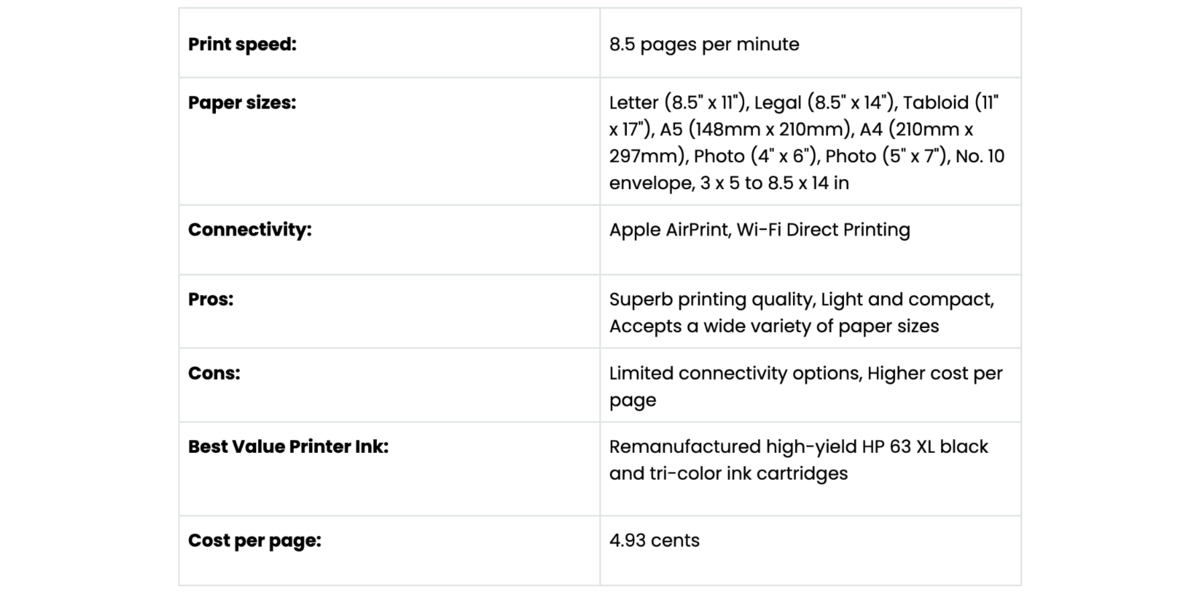 Print speed:
8.5 pages per minute
Paper sizes:
Letter (8.5" x 11"), Legal (8.5" x 14"), Tabloid (11"
x 17"), A5 (148mm x 210mm), A4 (210mm x
297mm), Photo (4" x 6"), Photo (5" x 7"), No. 10
envelope, 3 x 5 to 8.5 x 14 in
Connectivity:
Apple AirPrint, Wi-Fi Direct Printing
Pros:
Superb printing quality, Light and compact,
Accepts a wide variety of paper sizes
Cons:
Limited connectivity options, Higher cost per
page
Best Value Printer Ink:
Remanufactured high-yield HP 63 XL black
and tri-color ink cartridges
Cost per page:
4.93 cents